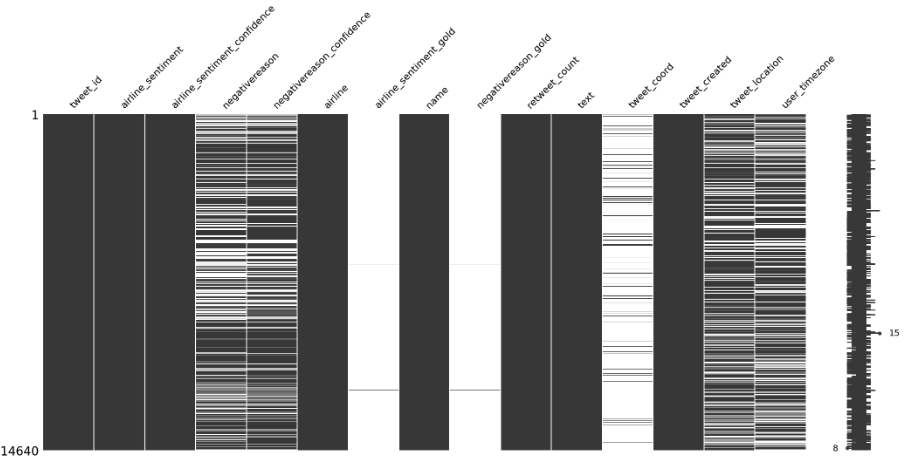 tweet_id
airline_sentiment
airline_sentiment_confidence
negativereason
negativereason_confidence
airline
airline_sentiment_gold
name
negativereason_gold
retweet_count
text
tweet_coord
tweet_created
tweet_location
user_timezone
1
15
14640
8